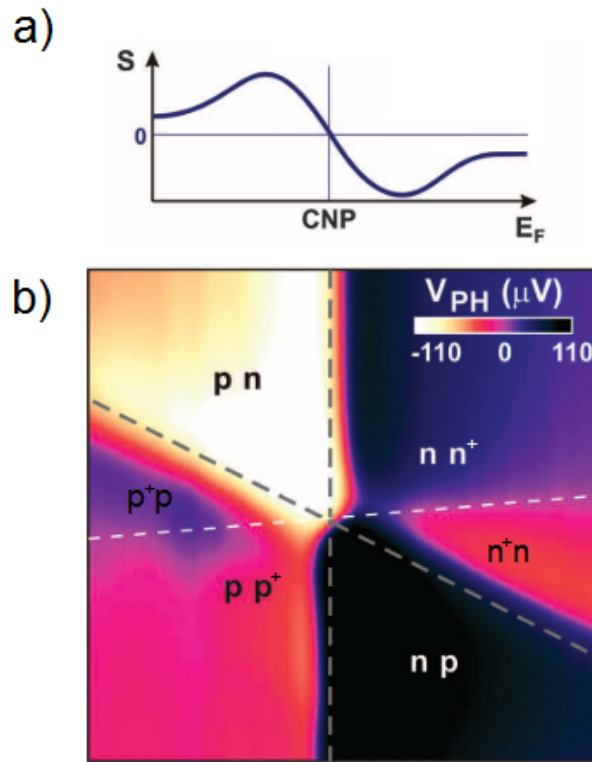 a)
S
0
CNP
E_F
b)
V_PH (μV)
-110 0 110
p n
n n⁺
p⁺p
n⁺n
p p⁺
n p